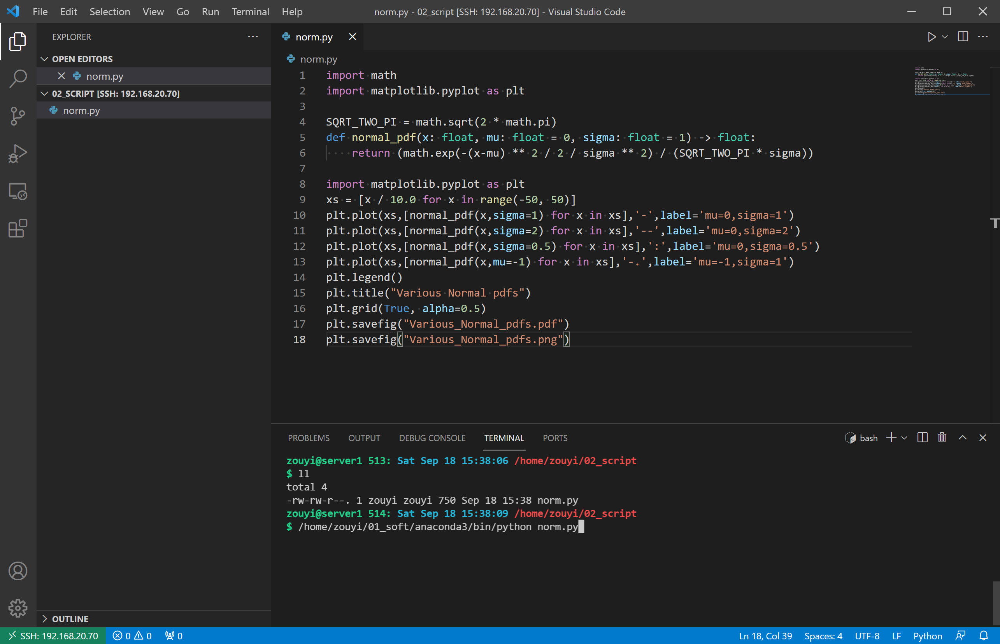 File Edit Selection View Go Run Terminal Help norm.py - 02_script [SSH: 192.168.20.70] - Visual Studio Code
EXPLORER
OPEN EDITORS
norm.py
02_SCRIPT [SSH: 192.168.20.70]
norm.py
OUTLINE
norm.py
norm.py
1 import math
2 import matplotlib.pyplot as plt
3
4 SQRT_TWO_PI = math.sqrt(2 * math.pi)
5 def normal_pdf(x: float, mu: float = 0, sigma: float = 1) -> float:
6     return (math.exp(-(x-mu) ** 2 / 2 / sigma ** 2) / (SQRT_TWO_PI * sigma))
7
8 import matplotlib.pyplot as plt
9 xs = [x / 10.0 for x in range(-50, 50)]
10 plt.plot(xs,[normal_pdf(x,sigma=1) for x in xs],'-',label='mu=0,sigma=1')
11 plt.plot(xs,[normal_pdf(x,sigma=2) for x in xs],'--',label='mu=0,sigma=2')
12 plt.plot(xs,[normal_pdf(x,sigma=0.5) for x in xs],':',label='mu=0,sigma=0.5')
13 plt.plot(xs,[normal_pdf(x,mu=-1) for x in xs],'-.',label='mu=-1,sigma=1')
14 plt.legend()
15 plt.title("Various Normal pdfs")
16 plt.grid(True, alpha=0.5)
17 plt.savefig("Various_Normal_pdfs.pdf")
18 plt.savefig("Various_Normal_pdfs.png")
PROBLEMS OUTPUT DEBUG CONSOLE TERMINAL PORTS bash
zouyi@server1 513: Sat Sep 18 15:38:06 /home/zouyi/02_script
$ ll
total 4
-rw-rw-r--. 1 zouyi zouyi 750 Sep 18 15:38 norm.py
zouyi@server1 514: Sat Sep 18 15:38:09 /home/zouyi/02_script
$ /home/zouyi/01_soft/anaconda3/bin/python norm.py
SSH: 192.168.20.70 0 0 0 Ln 18, Col 39 Spaces: 4 UTF-8 LF Python